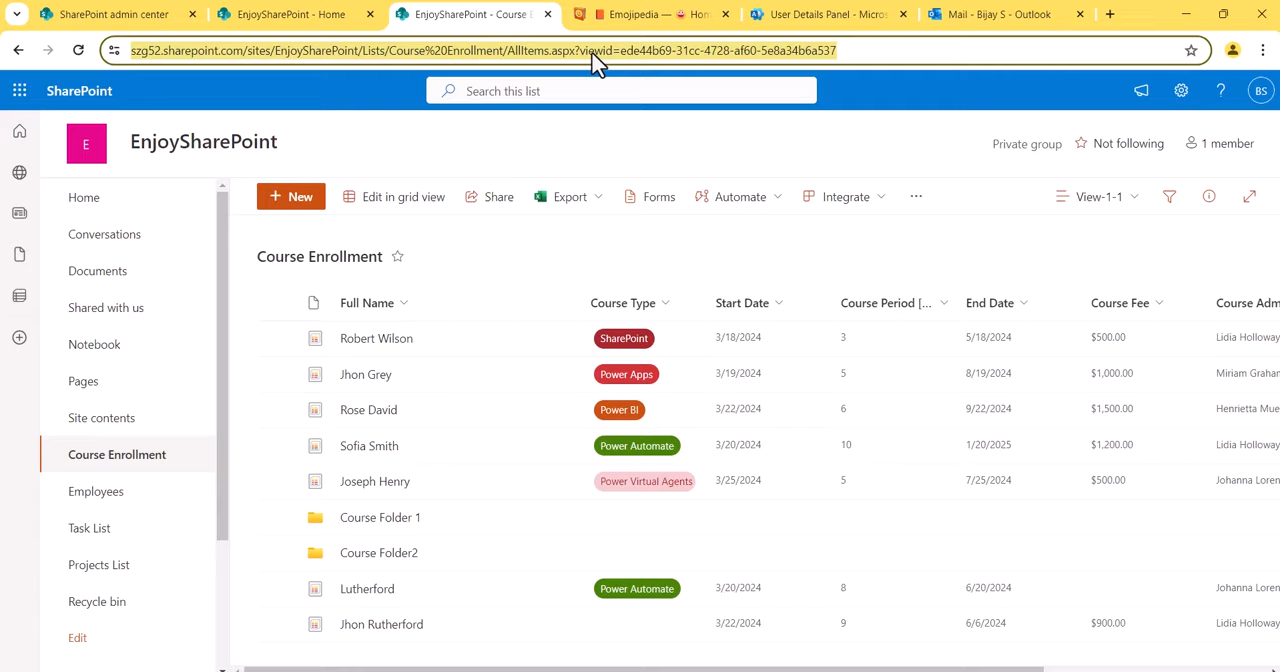 SharePoint admin center
EnjoySharePoint - Home
EnjoySharePoint - Course E
Emojipedia — 😛 Hom
User Details Panel - Micros
Mail - Bijay S - Outlook
szg52.sharepoint.com/sites/EnjoySharePoint/Lists/Course%20Enrollment/AllItems.aspx?viewid=ede44b69-31cc-4728-af60-5e8a34b6a537
SharePoint
Search this list
BS
E
EnjoySharePoint
Private group
Not following
1 member
Home
Conversations
Documents
Shared with us
Notebook
Pages
Site contents
Course Enrollment
Employees
Task List
Projects List
Recycle bin
Edit
+ New
Edit in grid view
Share
Export
Forms
Automate
Integrate
...
View-1-1
Course Enrollment
Full Name Course Type Start Date Course Period [... End Date Course Fee Course Adm
Robert Wilson SharePoint 3/18/2024 3 5/18/2024 $500.00 Lidia Holloway
Jhon Grey Power Apps 3/19/2024 5 8/19/2024 $1,000.00 Miriam Graham
Rose David Power BI 3/22/2024 6 9/22/2024 $1,500.00 Henrietta Mue
Sofia Smith Power Automate 3/20/2024 10 1/20/2025 $1,200.00 Lidia Holloway
Joseph Henry Power Virtual Agents 3/25/2024 5 7/25/2024 $500.00 Johanna Loren
Course Folder 1
Course Folder2
Lutherford Power Automate 3/20/2024 8 6/20/2024 Johanna Loren
Jhon Rutherford 3/22/2024 9 6/6/2024 $900.00 Lidia Holloway